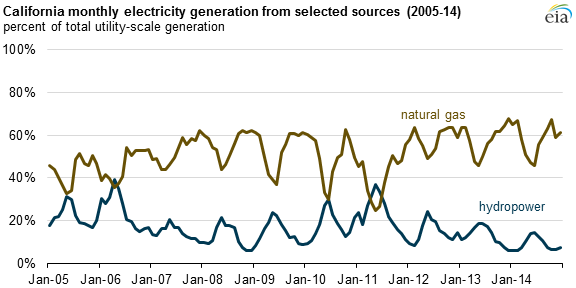 California monthly electricity generation from selected sources (2005-14)
percent of total utility-scale generation
eia
100%
80%
60%
40%
20%
0%
natural gas
hydropower
Jan-05 Jan-06 Jan-07 Jan-08 Jan-09 Jan-10 Jan-11 Jan-12 Jan-13 Jan-14